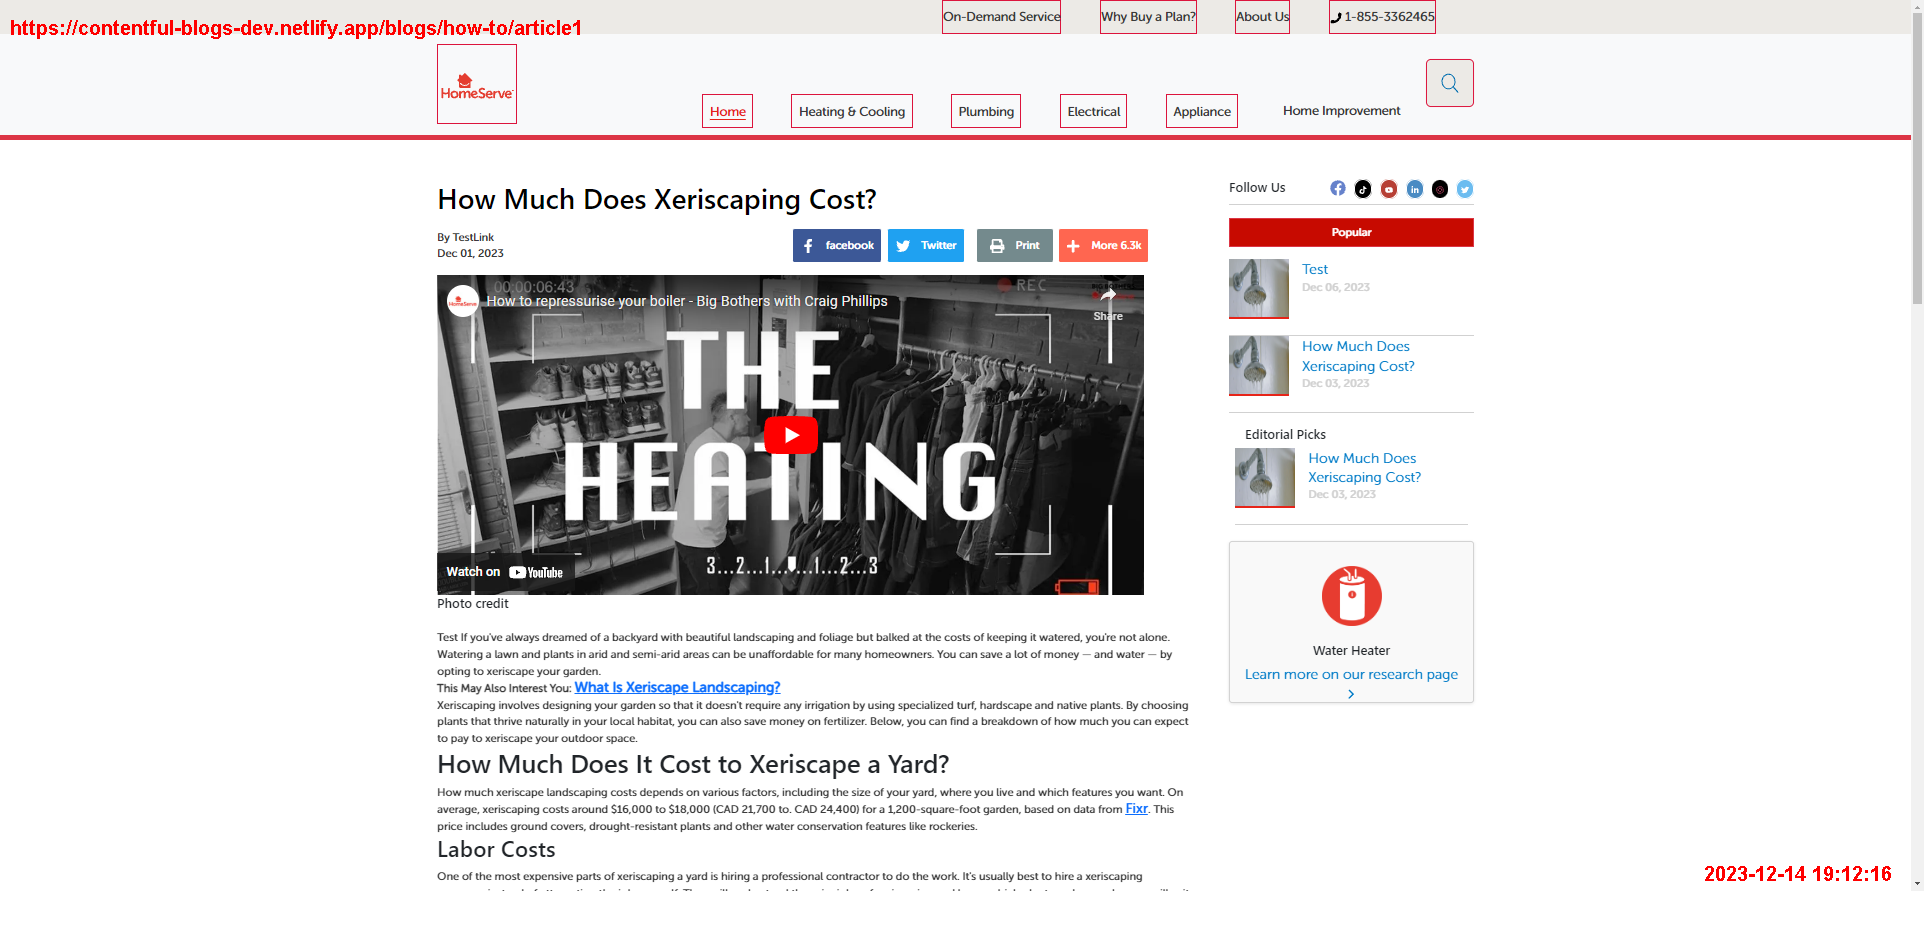 https://contentful-blogs-dev.netlify.app/blogs/how-to/article1
On-Demand Service
Why Buy a Plan?
About Us
1-855-3362465
HomeServe
Home
Heating & Cooling
Plumbing
Electrical
Appliance
Home Improvement
How Much Does Xeriscaping Cost?
By TestLink
Dec 01, 2023
facebook
Twitter
Print
More 6.3k
00:00:06:43
REC
How to repressurise your boiler - Big Bothers with Craig Phillips
Share
THE
HEATING
3...2...1...1...2...3
Watch on YouTube
Photo credit
Test If you've always dreamed of a backyard with beautiful landscaping and foliage but balked at the costs of keeping it watered, you're not alone.
Watering a lawn and plants in arid and semi-arid areas can be unaffordable for many homeowners. You can save a lot of money — and water — by
opting to xeriscape your garden.
This May Also Interest You: What Is Xeriscape Landscaping?
Xeriscaping involves designing your garden so that it doesn't require any irrigation by using specialized turf, hardscape and native plants. By choosing
plants that thrive naturally in your local habitat, you can also save money on fertilizer. Below, you can find a breakdown of how much you can expect
to pay to xeriscape your outdoor space.
How Much Does It Cost to Xeriscape a Yard?
How much xeriscape landscaping costs depends on various factors, including the size of your yard, where you live and which features you want. On
average, xeriscaping costs around $16,000 to $18,000 (CAD 21,700 to. CAD 24,400) for a 1,200-square-foot garden, based on data from Fixr. This
price includes ground covers, drought-resistant plants and other water conservation features like rockeries.
Labor Costs
One of the most expensive parts of xeriscaping a yard is hiring a professional contractor to do the work. It's usually best to hire a xeriscaping
Follow Us
Popular
Test
Dec 06, 2023
How Much Does
Xeriscaping Cost?
Dec 03, 2023
Editorial Picks
How Much Does
Xeriscaping Cost?
Dec 03, 2023
Water Heater
Learn more on our research page
2023-12-14 19:12:16